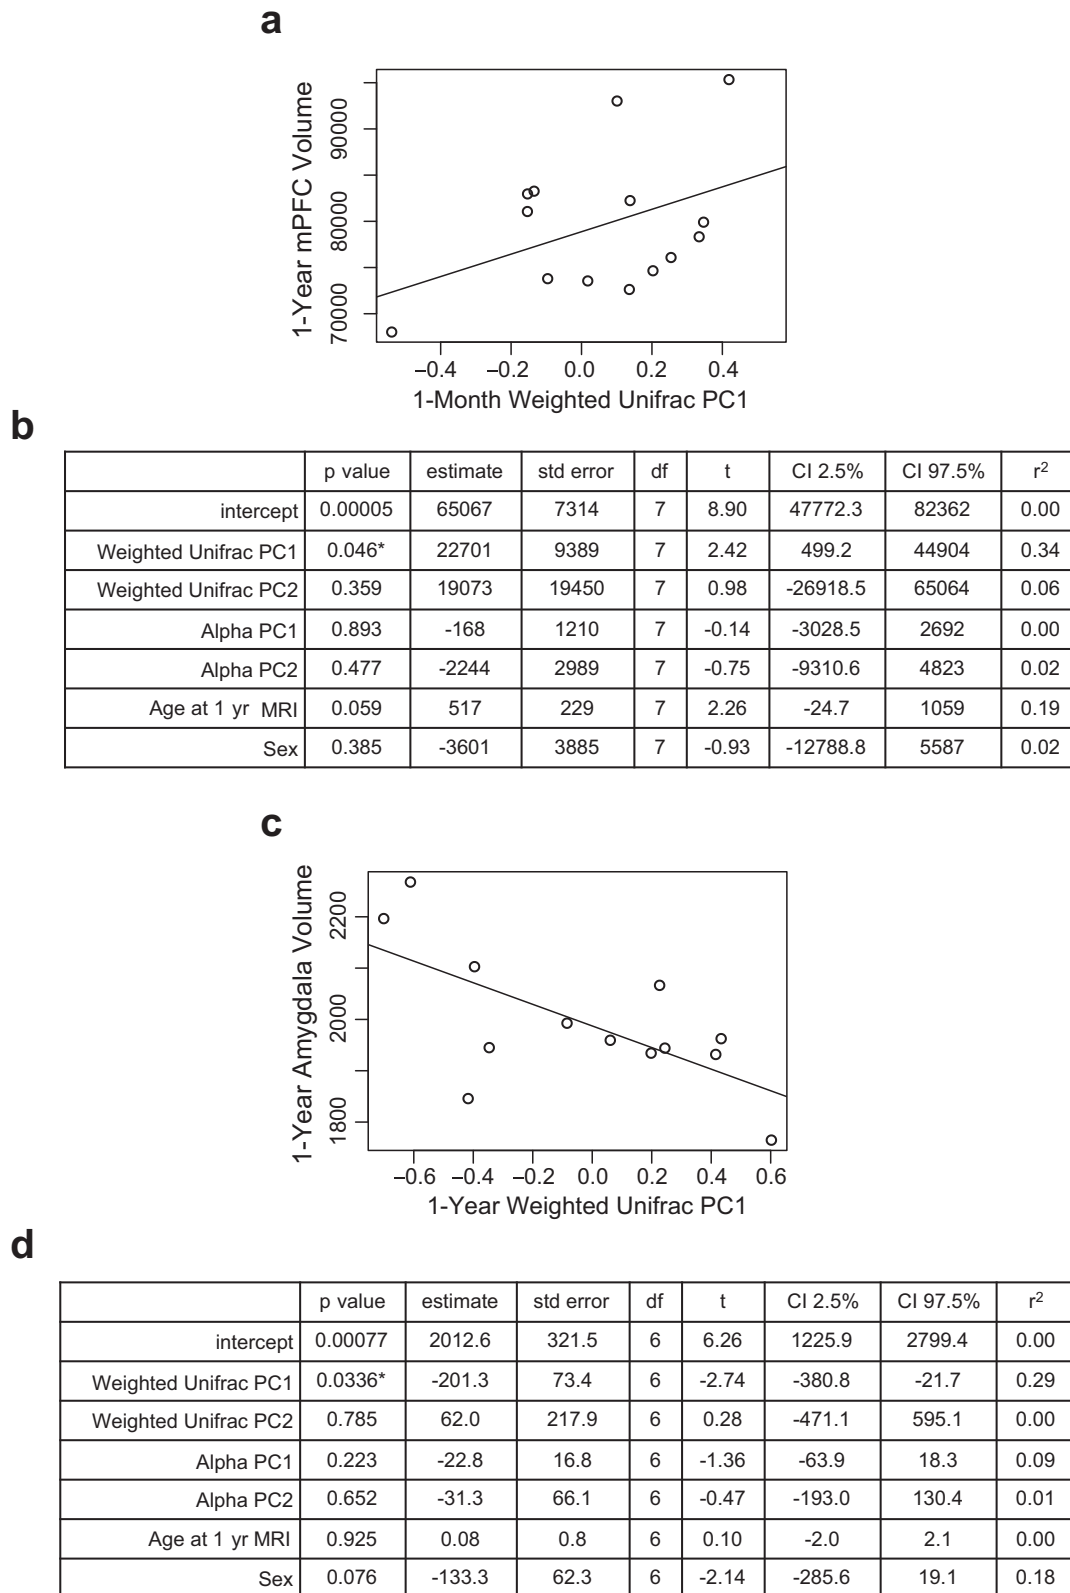 a
1-Year mPFC Volume
90000
80000
70000
−0.4 −0.2 0.0 0.2 0.4
1-Month Weighted Unifrac PC1
b
p value estimate std error df t CI 2.5% CI 97.5% r2
intercept 0.00005 65067 7314 7 8.90 47772.3 82362 0.00
Weighted Unifrac PC1 0.046* 22701 9389 7 2.42 499.2 44904 0.34
Weighted Unifrac PC2 0.359 19073 19450 7 0.98 -26918.5 65064 0.06
Alpha PC1 0.893 -168 1210 7 -0.14 -3028.5 2692 0.00
Alpha PC2 0.477 -2244 2989 7 -0.75 -9310.6 4823 0.02
Age at 1 yr MRI 0.059 517 229 7 2.26 -24.7 1059 0.19
Sex 0.385 -3601 3885 7 -0.93 -12788.8 5587 0.02
c
1-Year Amygdala Volume
2200
2000
1800
−0.6 −0.4 −0.2 0.0 0.2 0.4 0.6
1-Year Weighted Unifrac PC1
d
p value estimate std error df t CI 2.5% CI 97.5% r2
intercept 0.00077 2012.6 321.5 6 6.26 1225.9 2799.4 0.00
Weighted Unifrac PC1 0.0336* -201.3 73.4 6 -2.74 -380.8 -21.7 0.29
Weighted Unifrac PC2 0.785 62.0 217.9 6 0.28 -471.1 595.1 0.00
Alpha PC1 0.223 -22.8 16.8 6 -1.36 -63.9 18.3 0.09
Alpha PC2 0.652 -31.3 66.1 6 -0.47 -193.0 130.4 0.01
Age at 1 yr MRI 0.925 0.08 0.8 6 0.10 -2.0 2.1 0.00
Sex 0.076 -133.3 62.3 6 -2.14 -285.6 19.1 0.18